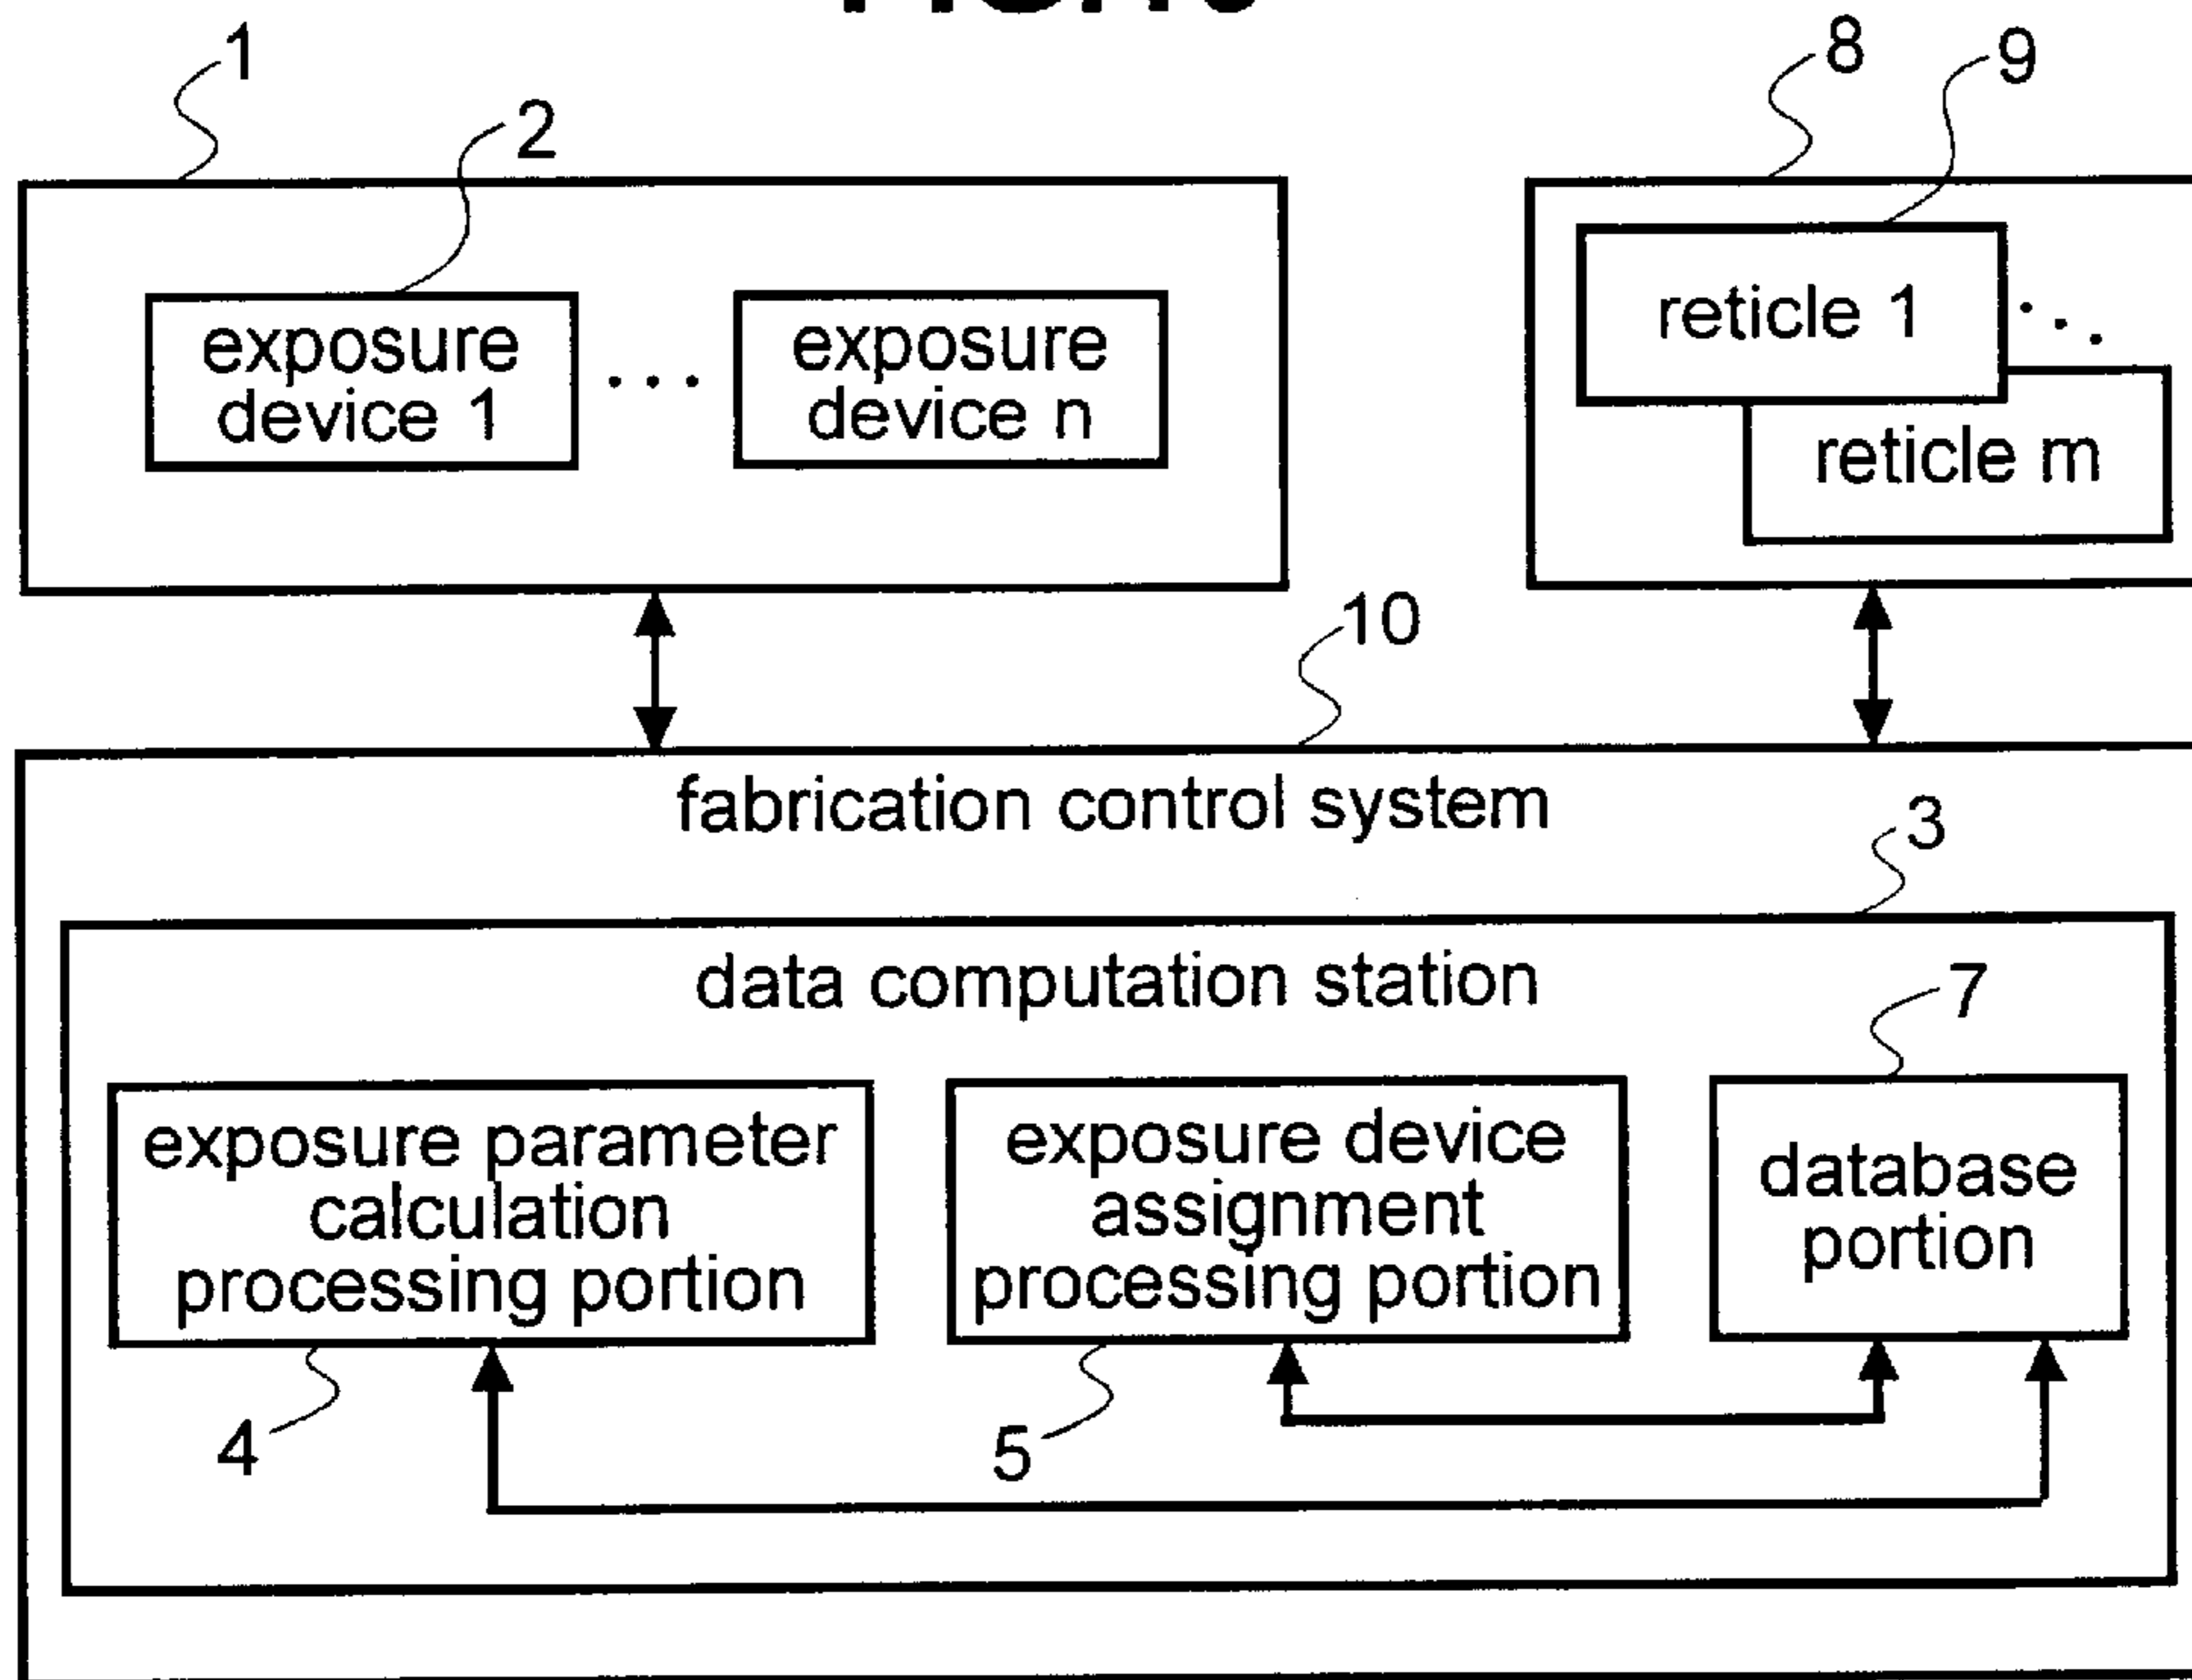 1
2
8
9
exposure
device 1
...
exposure
device n
reticle 1
...
reticle m
10
fabrication control system
3
data computation station
7
exposure parameter
calculation
processing portion
exposure device
assignment
processing portion
database
portion
4
5